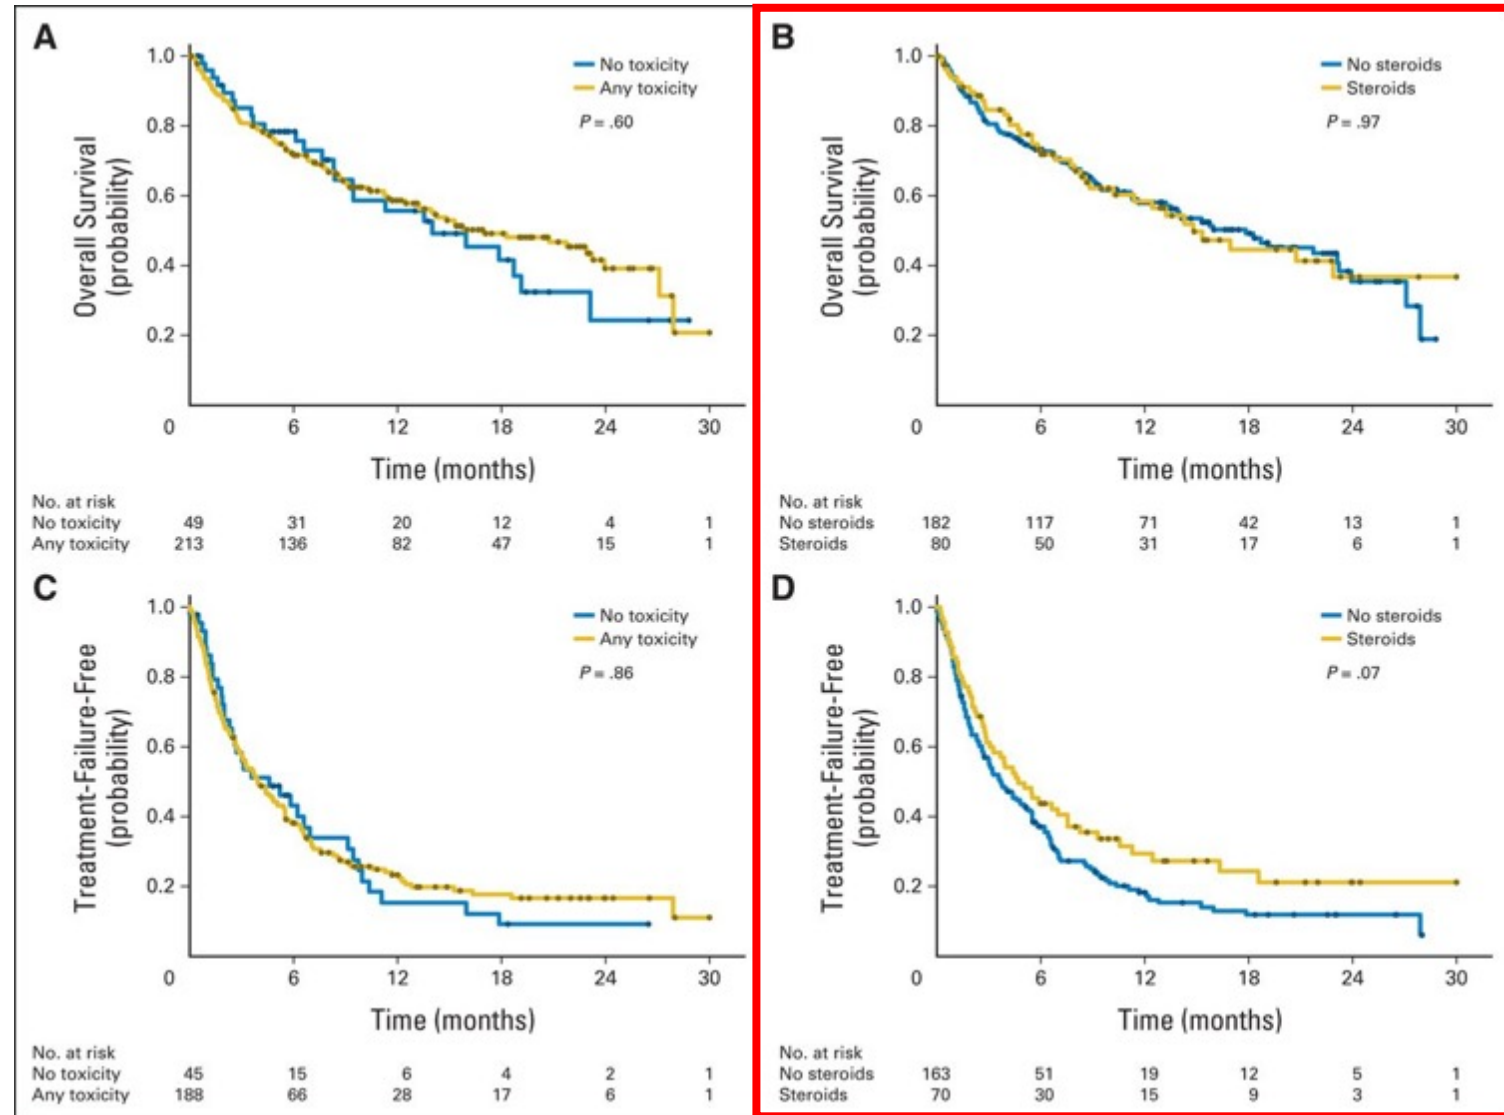 A
1.0
0.8
0.6
0.4
0.2
Overall Survival
(probability)
No toxicity
Any toxicity
P = .60
0 6 12 18 24 30
Time (months)
No. at risk
No toxicity 49 31 20 12 4 1
Any toxicity 213 136 82 47 15 1
B
1.0
0.8
0.6
0.4
0.2
Overall Survival
(probability)
No steroids
Steroids
P = .97
0 6 12 18 24 30
Time (months)
No. at risk
No steroids 182 117 71 42 13 1
Steroids 80 50 31 17 6 1
C
1.0
0.8
0.6
0.4
0.2
Treatment-Failure-Free
(probability)
No toxicity
Any toxicity
P = .86
0 6 12 18 24 30
Time (months)
No. at risk
No toxicity 45 15 6 4 2 1
Any toxicity 188 66 28 17 6 1
D
1.0
0.8
0.6
0.4
0.2
Treatment-Failure-Free
(probability)
No steroids
Steroids
P = .07
0 6 12 18 24 30
Time (months)
No. at risk
No steroids 163 51 19 12 5 1
Steroids 70 30 15 9 3 1